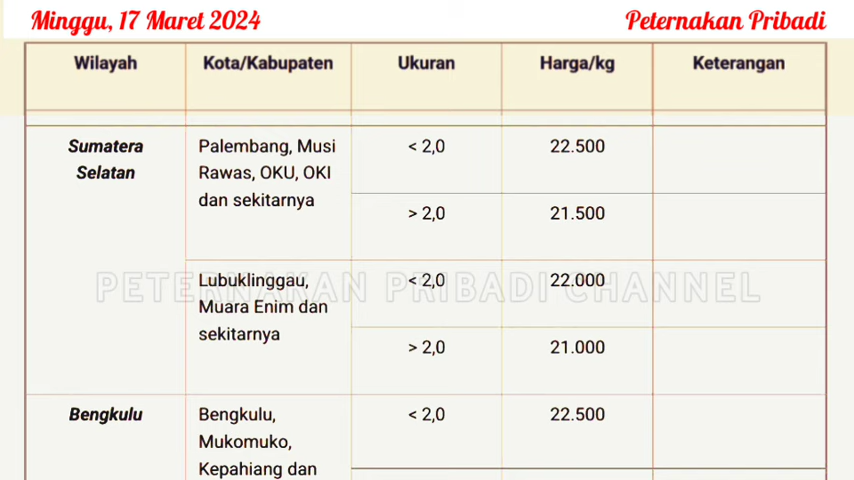 Minggu, 17 Maret 2024
Peternakan Pribadi
Wilayah Kota/Kabupaten Ukuran Harga/kg Keterangan
Sumatera Selatan
Palembang, Musi
Rawas, OKU, OKI
dan sekitarnya
< 2,0 22.500
> 2,0 21.500
Lubuklinggau,
Muara Enim dan
sekitarnya
< 2,0 22.000
> 2,0 21.000
PETERNAKAN PRIBADI CHANNEL
Bengkulu
Bengkulu,
Mukomuko,
Kepahiang dan
< 2,0 22.500